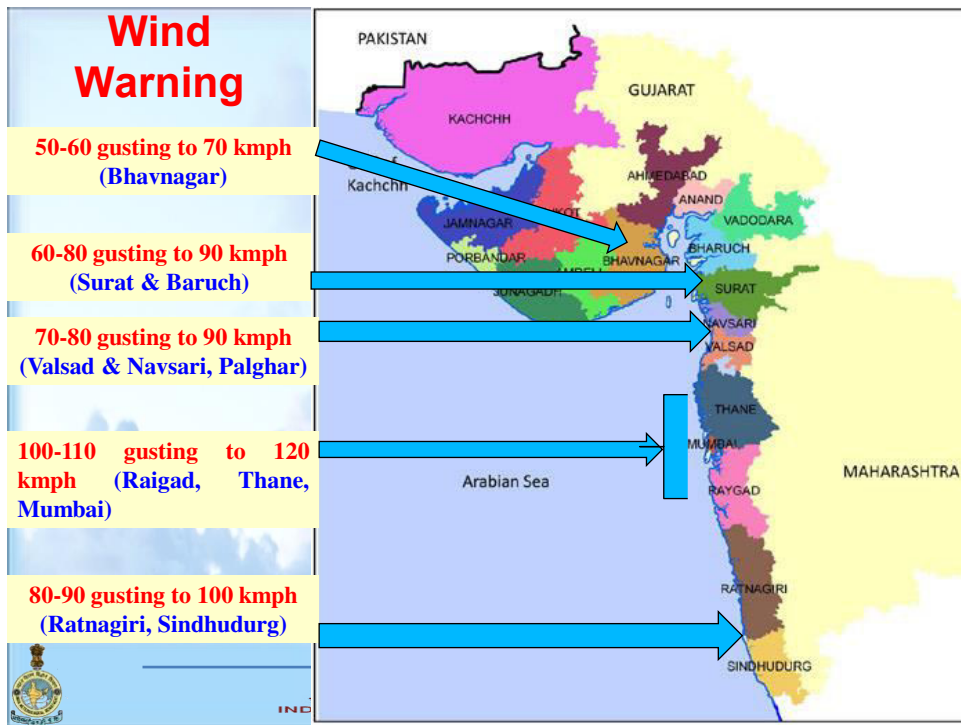 Wind
Warning
50-60 gusting to 70 kmph
(Bhavnagar)
60-80 gusting to 90 kmph
(Surat & Baruch)
70-80 gusting to 90 kmph
(Valsad & Navsari, Palghar)
100-110 gusting to 120
kmph (Raigad, Thane,
Mumbai)
80-90 gusting to 100 kmph
(Ratnagiri, Sindhudurg)
PAKISTAN
GUJARAT
KACHCHH
Kachchh
AHMEDABAD
ANAND
VADODARA
JAMNAGAR
PORBANDAR
BHAVNAGAR
BHARUCH
JUNAGADH
SURAT
NAVSARI
VALSAD
THANE
MUMBAI
MAHARASHTRA
Arabian Sea
RAYGAD
RATNAGIRI
SINDHUDURG
IND